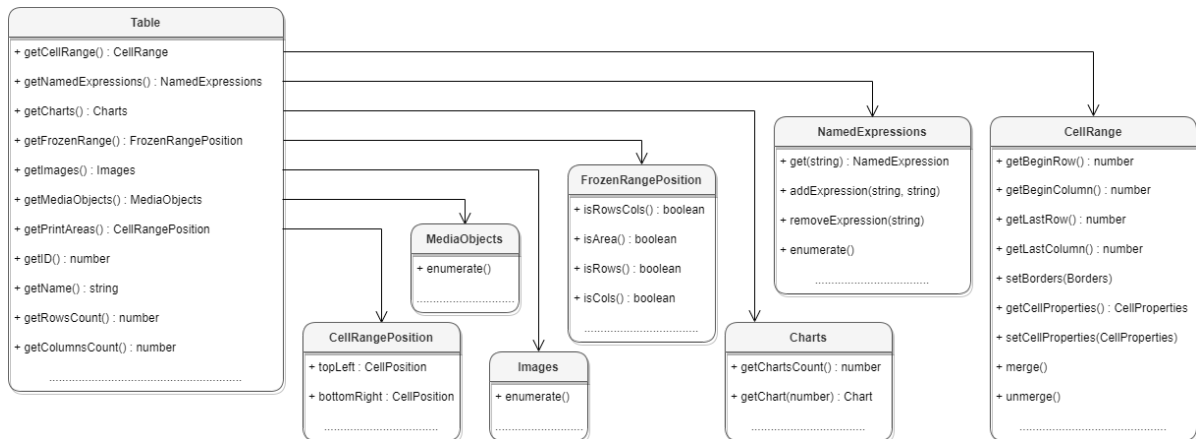 Table
+ getCellRange() : CellRange
+ getNamedExpressions() : NamedExpressions
+ getCharts() : Charts
+ getFrozenRange() : FrozenRangePosition
+ getImages() : Images
+ getMediaObjects() : MediaObjects
+ getPrintAreas() : CellRangePosition
+ getID() : number
+ getName() : string
+ getRowsCount() : number
+ getColumnsCount() : number
..................................................
CellRangePosition
+ topLeft : CellPosition
+ bottomRight : CellPosition
..................................
MediaObjects
+ enumerate()
..............................
Images
+ enumerate()
..........................
FrozenRangePosition
+ isRowsCols() : boolean
+ isArea() : boolean
+ isRows() : boolean
+ isCols() : boolean
..................................
Charts
+ getChartsCount() : number
+ getChart(number) : Chart
..................................
NamedExpressions
+ get(string) : NamedExpression
+ addExpression(string, string)
+ removeExpression(string)
+ enumerate()
..................................
CellRange
+ getBeginRow() : number
+ getBeginColumn() : number
+ getLastRow() : number
+ getLastColumn() : number
+ setBorders(Borders)
+ getCellProperties() : CellProperties
+ setCellProperties(CellProperties)
+ merge()
+ unmerge()
..................................